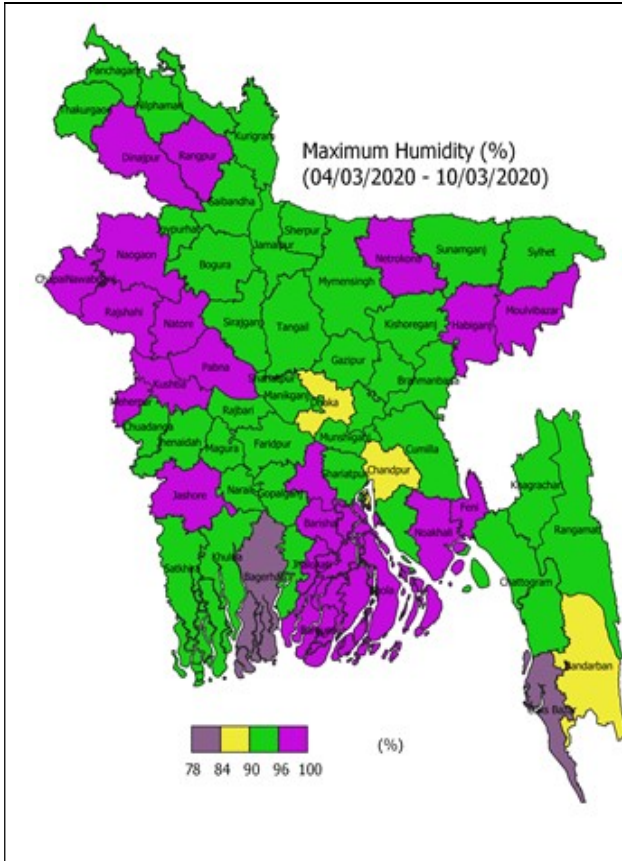 Panchagarh
Thakurgaon
Nilphamari
Kurigram
Dinajpur
Rangpur
Maximum Humidity (%)
(04/03/2020 - 10/03/2020)
Gaibandha
Naogaon
Sherpur
Jamalpur
Netrokona
Sunamganj
Sylhet
Bogura
Mymensingh
Rajshahi
Natore
Sirajganj
Tangail
Kishoreganj
Habiganj
Moulvibazar
Pabna
Gazipur
Kushtia
Meherpur
Manikganj
Dhaka
Rajbari
Chuadanga
Jhenaidah
Magura
Faridpur
Munshiganj
Cumilla
Shariatpur
Chandpur
Jashore
Narail
Gopalganj
Khagrachari
Rangamati
Feni
Noakhali
Barishal
Khulna
Satkhira
Bagerhat
Bhola
Chattogram
Bandarban
78 84 90 96 100
(%)